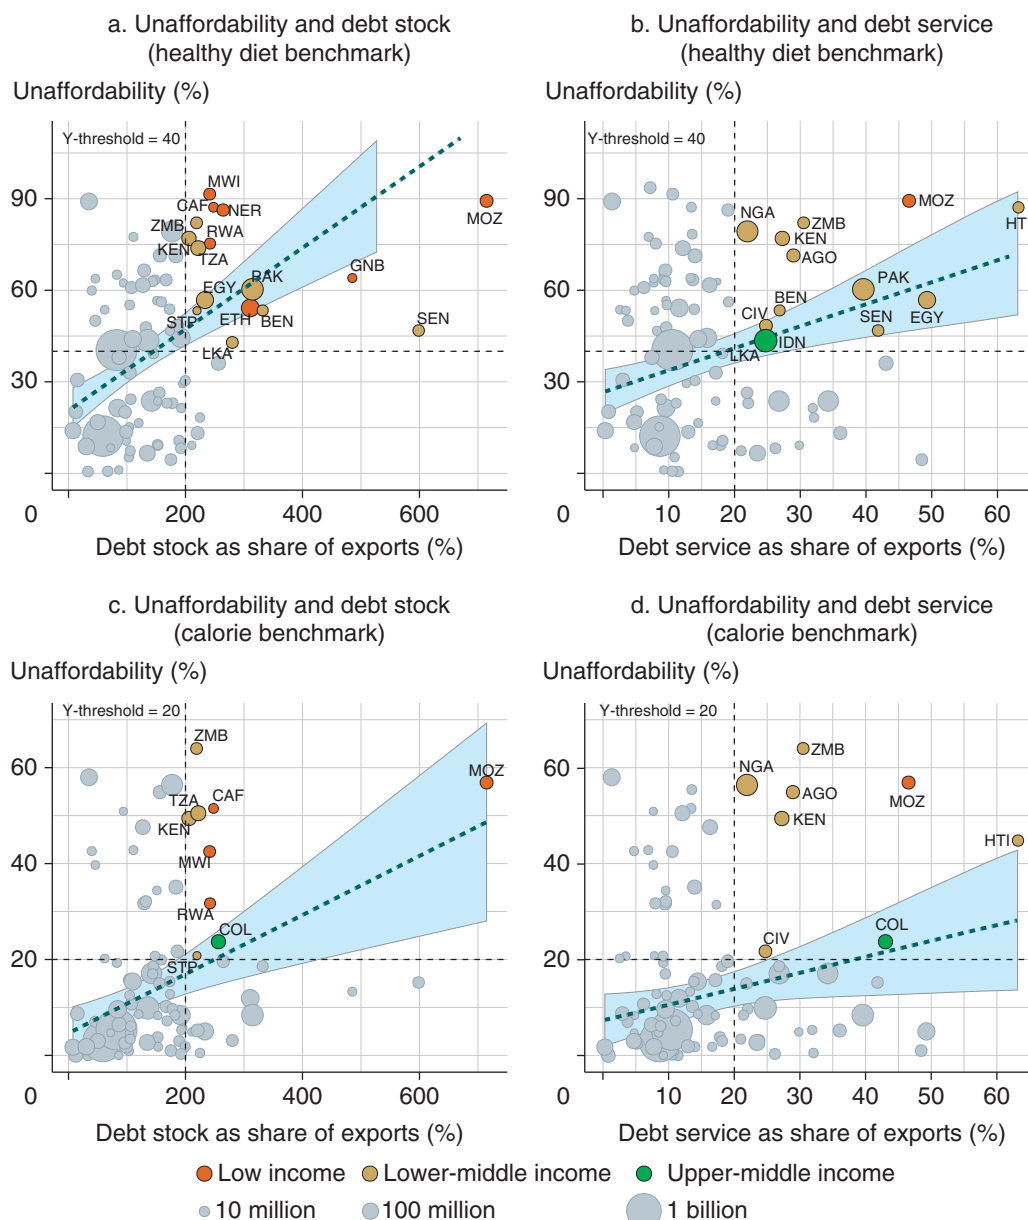 a. Unaffordability and debt stock
(healthy diet benchmark)
Unaffordability (%)
Y-threshold = 40
90
60
30
0
200
400
600
MWI
CAF
NER
ZMB
RWA
KEN
TZA
MOZ
PAK
GNB
EGY
STP
ETH
BEN
SEN
LKA
Debt stock as share of exports (%)
b. Unaffordability and debt service
(healthy diet benchmark)
Unaffordability (%)
Y-threshold = 40
90
60
30
0
10
20
30
40
50
60
MOZ
NGA
ZMB
HT
KEN
AGO
PAK
BEN
CIV
SEN
EGY
LKA
IDN
Debt service as share of exports (%)
c. Unaffordability and debt stock
(calorie benchmark)
Unaffordability (%)
Y-threshold = 20
60
40
20
0
200
400
600
ZMB
MOZ
TZA
CAF
KEN
MWI
RWA
COL
STP
Debt stock as share of exports (%)
d. Unaffordability and debt service
(calorie benchmark)
Unaffordability (%)
Y-threshold = 20
60
40
20
0
10
20
30
40
50
60
ZMB
NGA
AGO
MOZ
KEN
HTI
CIV
COL
Debt service as share of exports (%)
Low income
Lower-middle income
Upper-middle income
10 million
100 million
1 billion